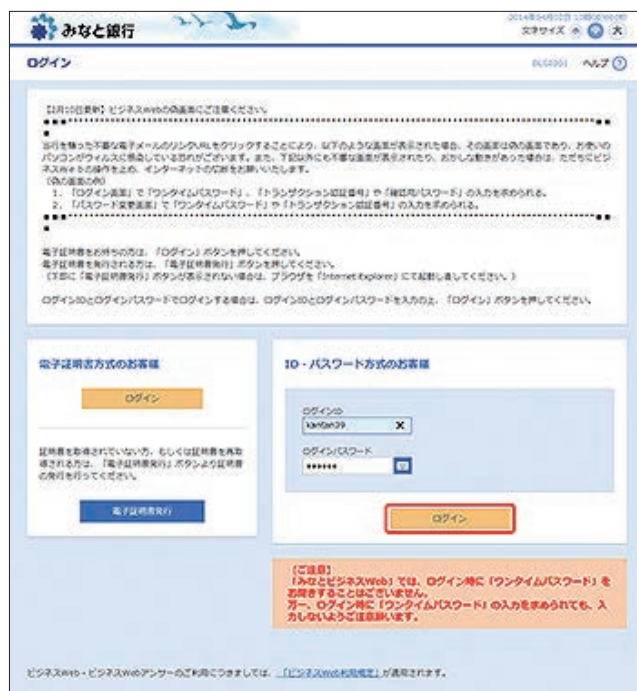 みなと銀行
文字サイズ 小 中 大
ログイン
ヘルプ ?
【2月10日更新】ビジネスWebの偽画面にご注意ください。
当行を騙った不審な電子メールのリンクURLをクリックすることにより、以下のような画面が表示された場合、その画面は偽の画面であり、お使いの
パソコンがウィルスに感染している恐れがございます。また、下記以外にも不審な画面が表示されたり、おかしな動きがあった場合は、ただちにビジ
ネスWebの操作を止め、インターネットの切断をお願いいたします。
(偽の画面の例)
1. 「ログイン画面」で「ワンタイムパスワード」、「トランザクション認証番号」や「確認用パスワード」の入力を求められる。
2. 「パスワード変更画面」で「ワンタイムパスワード」や「トランザクション認証番号」の入力を求められる。
電子証明書をお持ちの方は、「ログイン」ボタンを押してください。
電子証明書を発行される方は、「電子証明書発行」ボタンを押してください。
(下部に「電子証明書発行」ボタンが表示されない場合は、ブラウザを「Internet Explorer」にて起動し直してください。)
ログインIDとログインパスワードでログインする場合は、ログインIDとログインパスワードを入力の上、「ログイン」ボタンを押してください。
電子証明書方式のお客様
ログイン
証明書を取得されていない方、もしくは証明書を再取
得される方は、「電子証明書発行」ボタンより証明書
の発行を行ってください。
電子証明書発行
ID・パスワード方式のお客様
ログインID
kantan39
ログインパスワード
••••••
ログイン
【ご注意】
「みなとビジネスWeb」では、ログイン時に「ワンタイムパスワード」を
お聞きすることはございません。
万一、ログイン時に「ワンタイムパスワード」の入力を求められても、入
力しないようご注意願います。
ビジネスWeb・ビジネスWebアンサーのご利用につきましては、「ビジネスWeb利用規定」が適用されます。